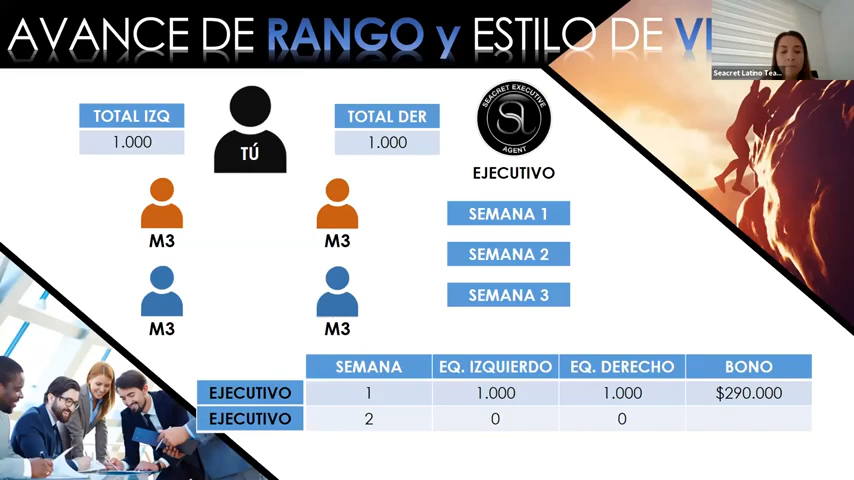 AVANCE DE RANGO y ESTILO DE VI
Seacret Latino Tea...
TOTAL IZQ
1.000
TÚ
TOTAL DER
1.000
SEACRET EXECUTIVE
AGENT
EJECUTIVO
M3
M3
SEMANA 1
SEMANA 2
SEMANA 3
M3
M3
SEMANA EQ. IZQUIERDO EQ. DERECHO BONO
EJECUTIVO 1 1.000 1.000 $290.000
EJECUTIVO 2 0 0